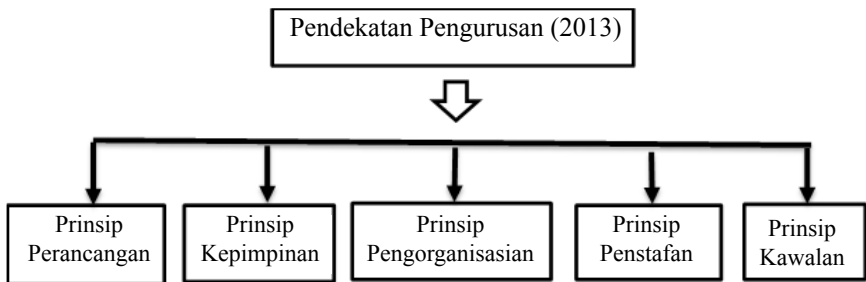 Pendekatan Pengurusan (2013)
Prinsip
Perancangan
Prinsip
Kepimpinan
Prinsip
Pengorganisasian
Prinsip
Penstafan
Prinsip
Kawalan